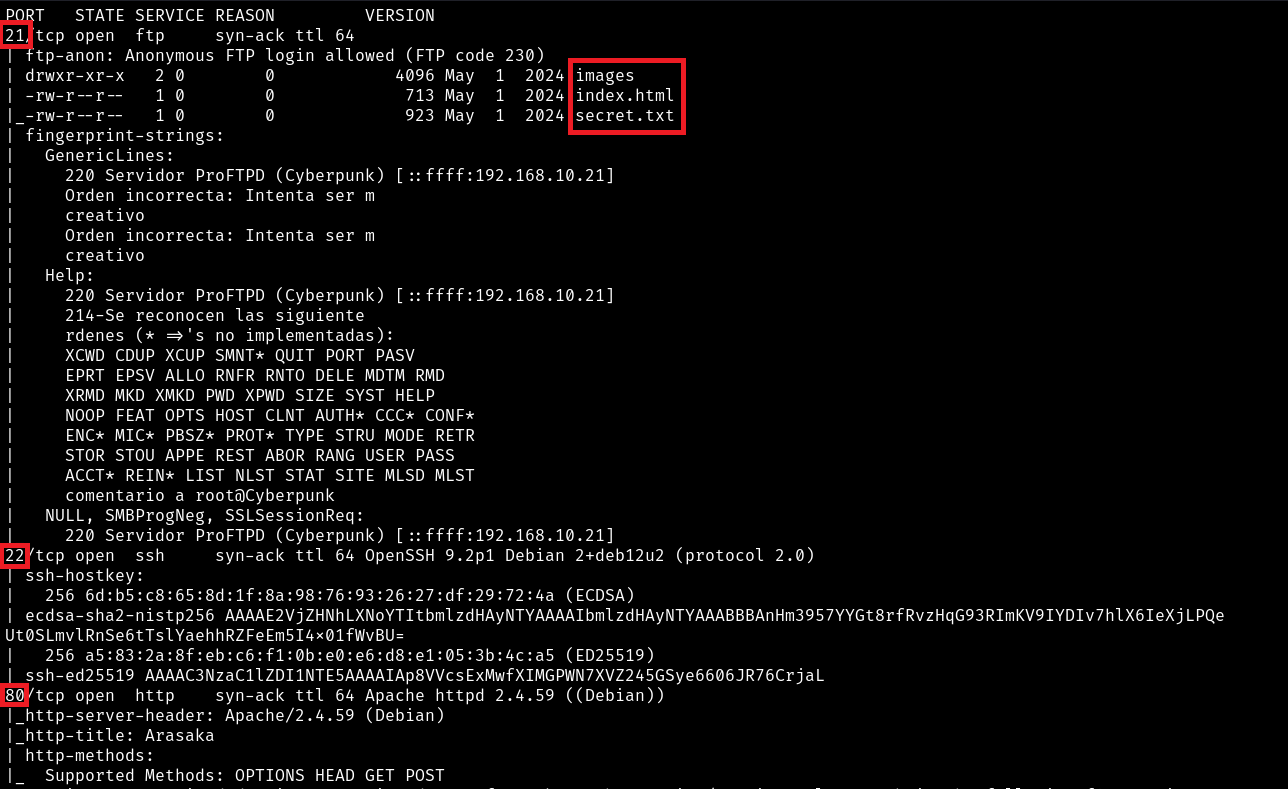 PORT   STATE SERVICE REASON         VERSION
21/tcp open  ftp     syn-ack ttl 64
| ftp-anon: Anonymous FTP login allowed (FTP code 230)
| drwxr-xr-x   2 0        0            4096 May  1  2024 images
| -rw-r--r--   1 0        0             713 May  1  2024 index.html
|_-rw-r--r--   1 0        0             923 May  1  2024 secret.txt
| fingerprint-strings:
|   GenericLines:
|     220 Servidor ProFTPD (Cyberpunk) [::ffff:192.168.10.21]
|     Orden incorrecta: Intenta ser m
|     creativo
|     Orden incorrecta: Intenta ser m
|     creativo
|   Help:
|     220 Servidor ProFTPD (Cyberpunk) [::ffff:192.168.10.21]
|     214-Se reconocen las siguiente
|     rdenes (* =>'s no implementadas):
|     XCWD CDUP XCUP SMNT* QUIT PORT PASV
|     EPRT EPSV ALLO RNFR RNTO DELE MDTM RMD
|     XRMD MKD XMKD PWD XPWD SIZE SYST HELP
|     NOOP FEAT OPTS HOST CLNT AUTH* CCC* CONF*
|     ENC* MIC* PBSZ* PROT* TYPE STRU MODE RETR
|     STOR STOU APPE REST ABOR RANG USER PASS
|     ACCT* REIN* LIST NLST STAT SITE MLSD MLST
|     comentario a root@Cyberpunk
|   NULL, SMBProgNeg, SSLSessionReq:
|_    220 Servidor ProFTPD (Cyberpunk) [::ffff:192.168.10.21]
22/tcp open  ssh     syn-ack ttl 64 OpenSSH 9.2p1 Debian 2+deb12u2 (protocol 2.0)
| ssh-hostkey:
|   256 6d:b5:c8:65:8d:1f:8a:98:76:93:26:27:df:29:72:4a (ECDSA)
| ecdsa-sha2-nistp256 AAAAE2VjZHNhLXNoYTItbmlzdHAyNTYAAAAIbmlzdHAyNTYAAABBBAnHm3957YYGt8rfRvzHqG93RImKV9IYDIv7hlX6IeXjLPQe
Ut0SLmvlRnSe6tTslYaehhRZFeEm5I4×01fWvBU=
|   256 a5:83:2a:8f:eb:c6:f1:0b:e0:e6:d8:e1:05:3b:4c:a5 (ED25519)
|_ssh-ed25519 AAAAC3NzaC1lZDI1NTE5AAAAIAp8VVcsExMwfXIMGPWN7XVZ245GSye6606JR76CrjaL
80/tcp open  http    syn-ack ttl 64 Apache httpd 2.4.59 ((Debian))
|_http-server-header: Apache/2.4.59 (Debian)
|_http-title: Arasaka
| http-methods:
|_  Supported Methods: OPTIONS HEAD GET POST